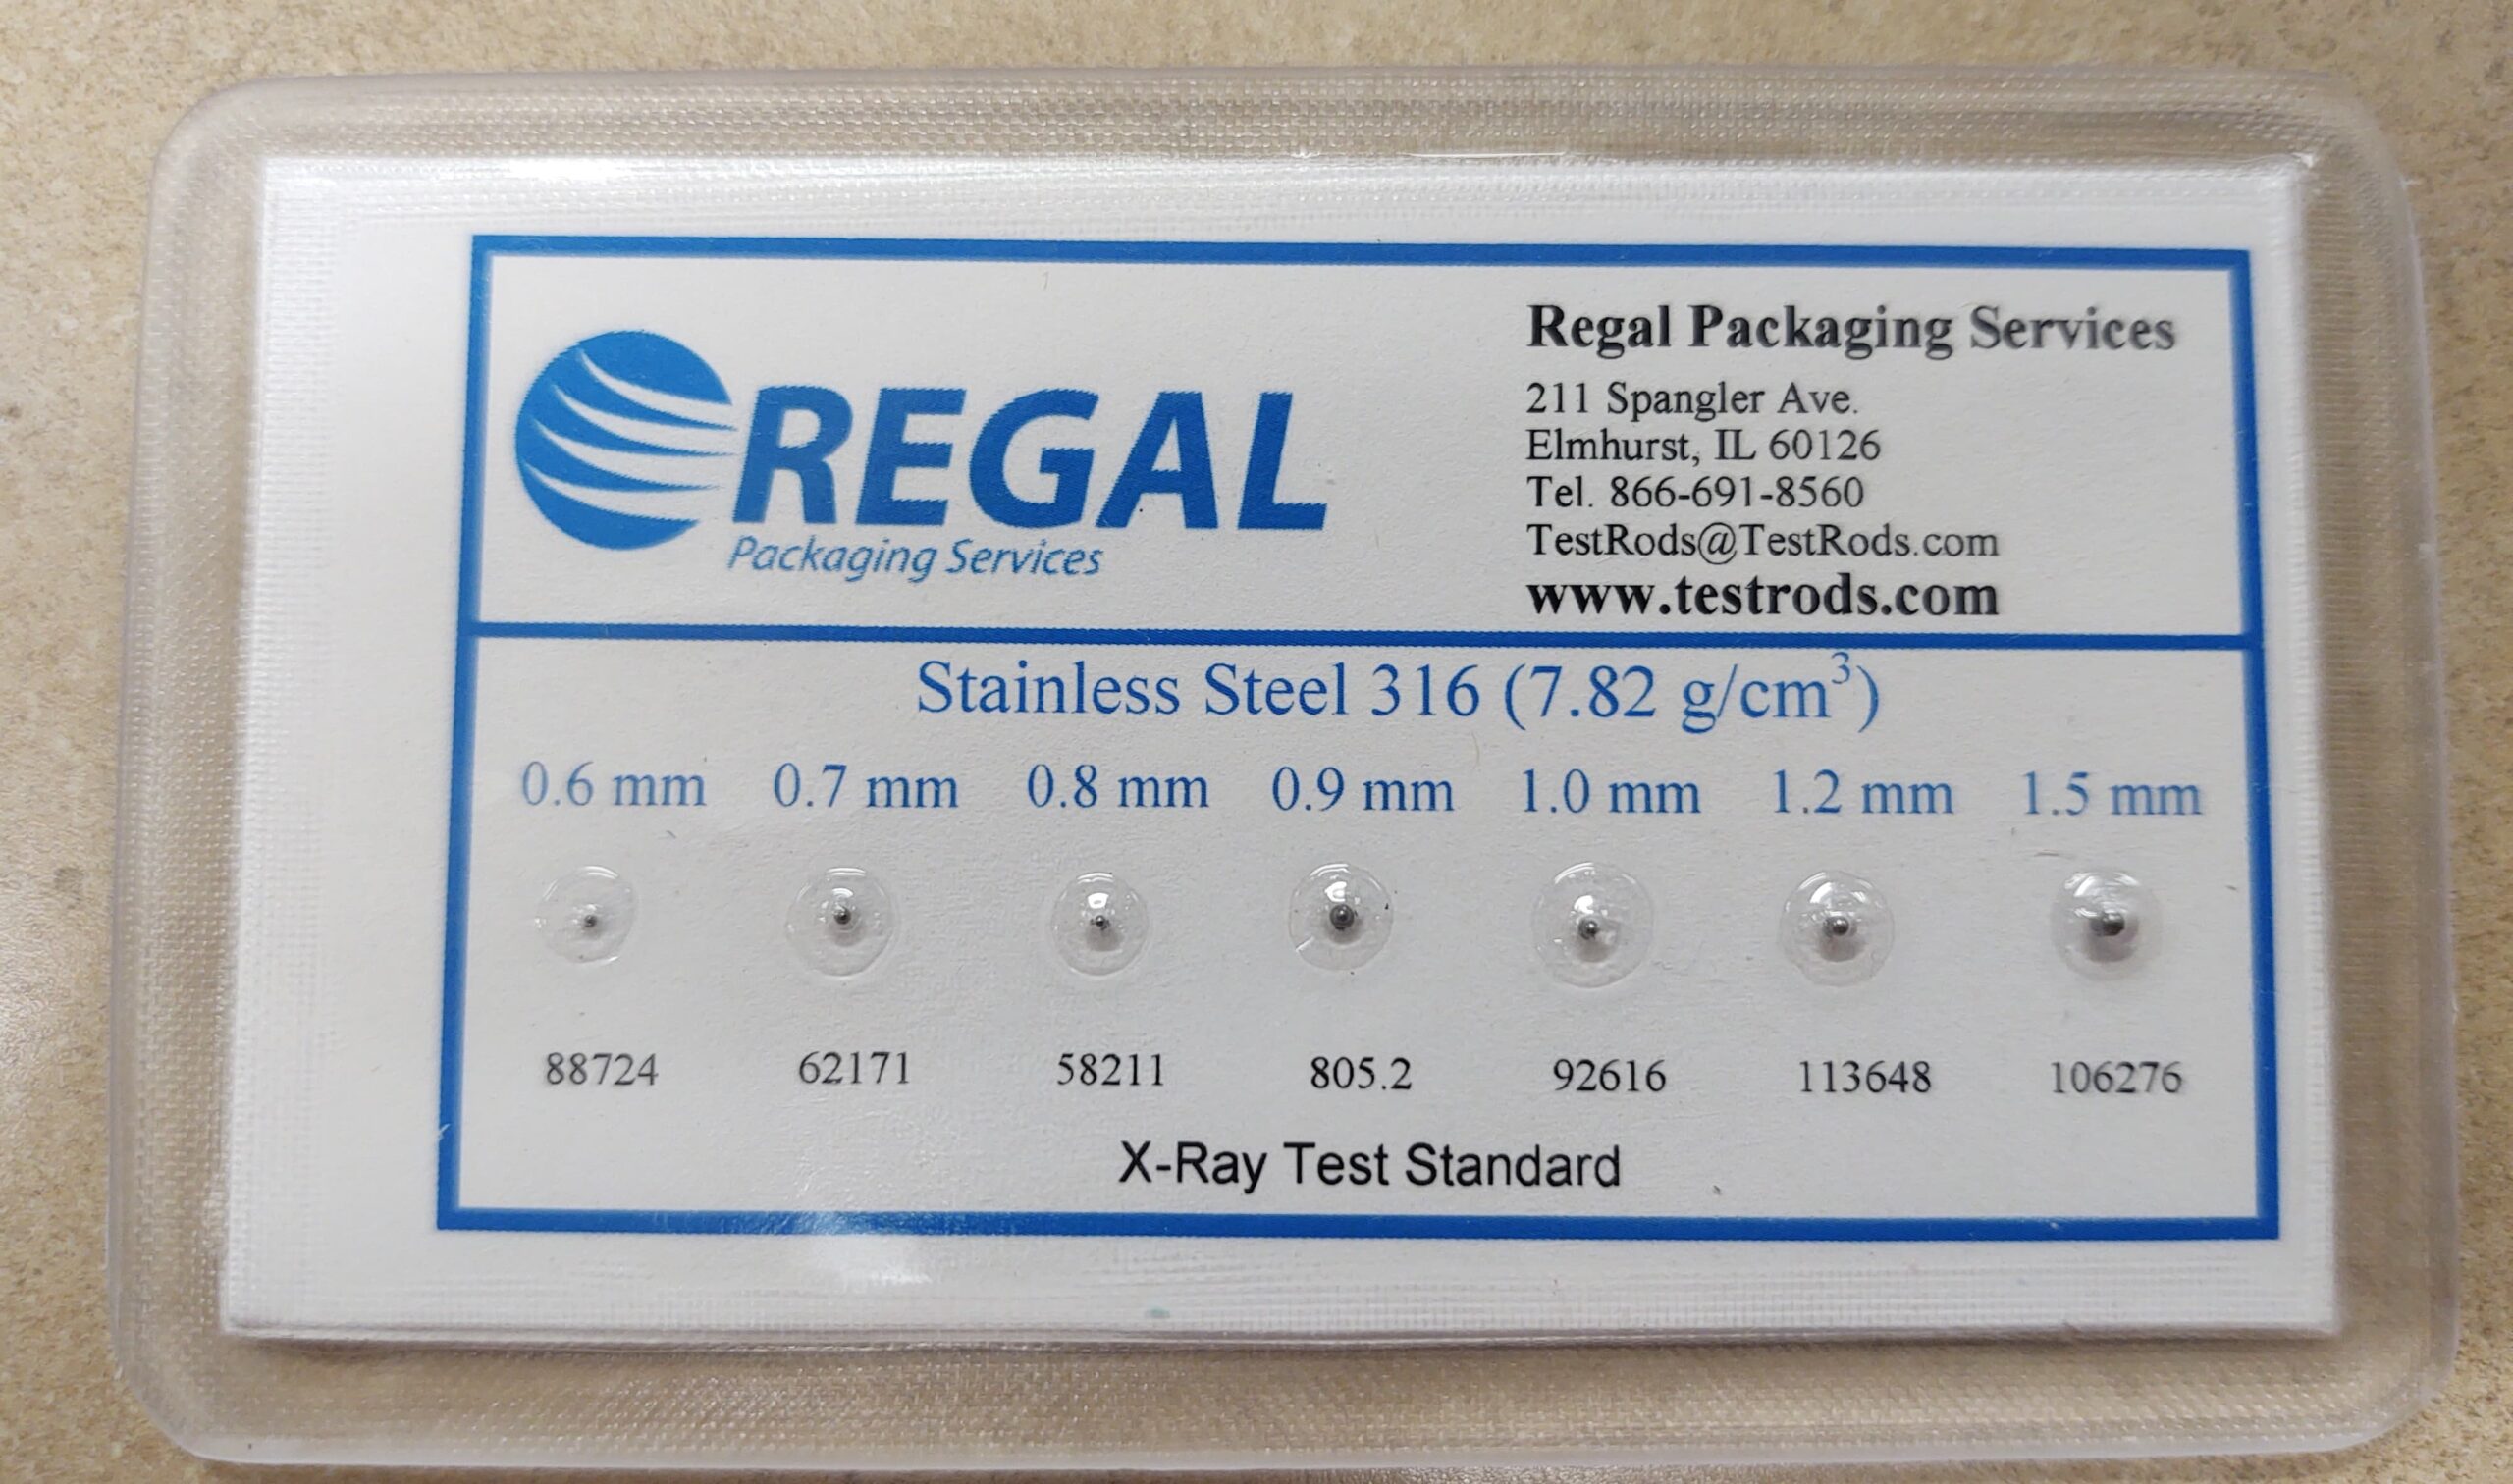 REGAL
Packaging Services
Regal Packaging Services
211 Spangler Ave.
Elmhurst, IL 60126
Tel. 866-691-8560
TestRods@TestRods.com
www.testrods.com
Stainless Steel 316 (7.82 g/cm³)
0.6 mm 0.7 mm 0.8 mm 0.9 mm 1.0 mm 1.2 mm 1.5 mm
88724 62171 58211 805.2 92616 113648 106276
X-Ray Test Standard